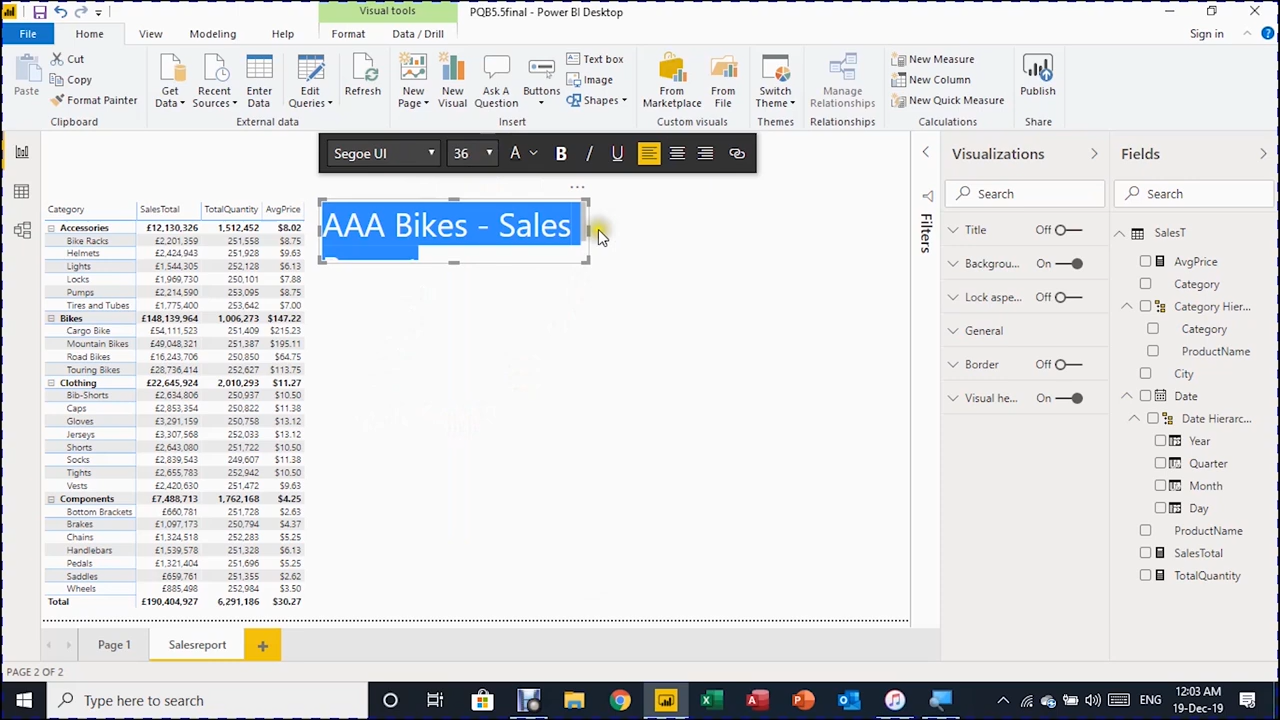 Visual tools
PQB5.5final - Power BI Desktop
File Home View Modeling Help Format Data / Drill Sign in
Paste
Cut
Copy
Format Painter
Get Data
Recent Sources
Enter Data
Edit Queries
Refresh
New Page
New Visual
Ask A Question
Buttons
Text box
Image
Shapes
From Marketplace
From File
Switch Theme
Manage Relationships
New Measure
New Column
New Quick Measure
Publish
Clipboard External data Insert Custom visuals Themes Relationships Calculations Share
Segoe UI 36 A B I U
Category SalesTotal TotalQuantity AvgPrice
Accessories £12,130,326 1,512,452 $8.02
Bike Racks £2,201,359 251,558 $8.75
Helmets £2,424,943 251,928 $9.63
Lights £1,544,305 252,128 $6.13
Locks £1,969,730 250,101 $7.88
Pumps £2,214,590 253,095 $8.75
Tires and Tubes £1,775,400 253,642 $7.00
Bikes £148,139,964 1,006,273 $147.22
Cargo Bike £54,111,523 251,409 $215.23
Mountain Bikes £49,048,321 251,387 $195.11
Road Bikes £16,243,706 250,850 $64.75
Touring Bikes £28,736,414 252,627 $113.75
Clothing £22,645,924 2,010,293 $11.27
Bib-Shorts £2,634,806 250,937 $10.50
Caps £2,853,354 250,822 $11.38
Gloves £3,291,159 250,758 $13.12
Jerseys £3,307,568 252,033 $13.12
Shorts £2,643,080 251,722 $10.50
Socks £2,839,543 249,607 $11.38
Tights £2,655,783 252,942 $10.50
Vests £2,420,630 251,472 $9.63
Components £7,488,713 1,762,168 $4.25
Bottom Brackets £660,781 251,728 $2.63
Brakes £1,097,173 250,794 $4.37
Chains £1,324,518 252,283 $5.25
Handlebars £1,539,578 251,328 $6.13
Pedals £1,321,404 251,696 $5.25
Saddles £659,761 251,355 $2.62
Wheels £885,498 252,984 $3.50
Total £190,404,927 6,291,186 $30.27
AAA Bikes - Sales
Filters
Visualizations
Search
Title Off
Backgrou... On
Lock aspe... Off
General
Border Off
Visual he... On
Fields
Search
SalesT
AvgPrice
Category
Category Hier...
Category
ProductName
City
Date
Date Hierarc...
Year
Quarter
Month
Day
ProductName
SalesTotal
TotalQuantity
Page 1 Salesreport
PAGE 2 OF 2
Type here to search
ENG
12:03 AM
19-Dec-19